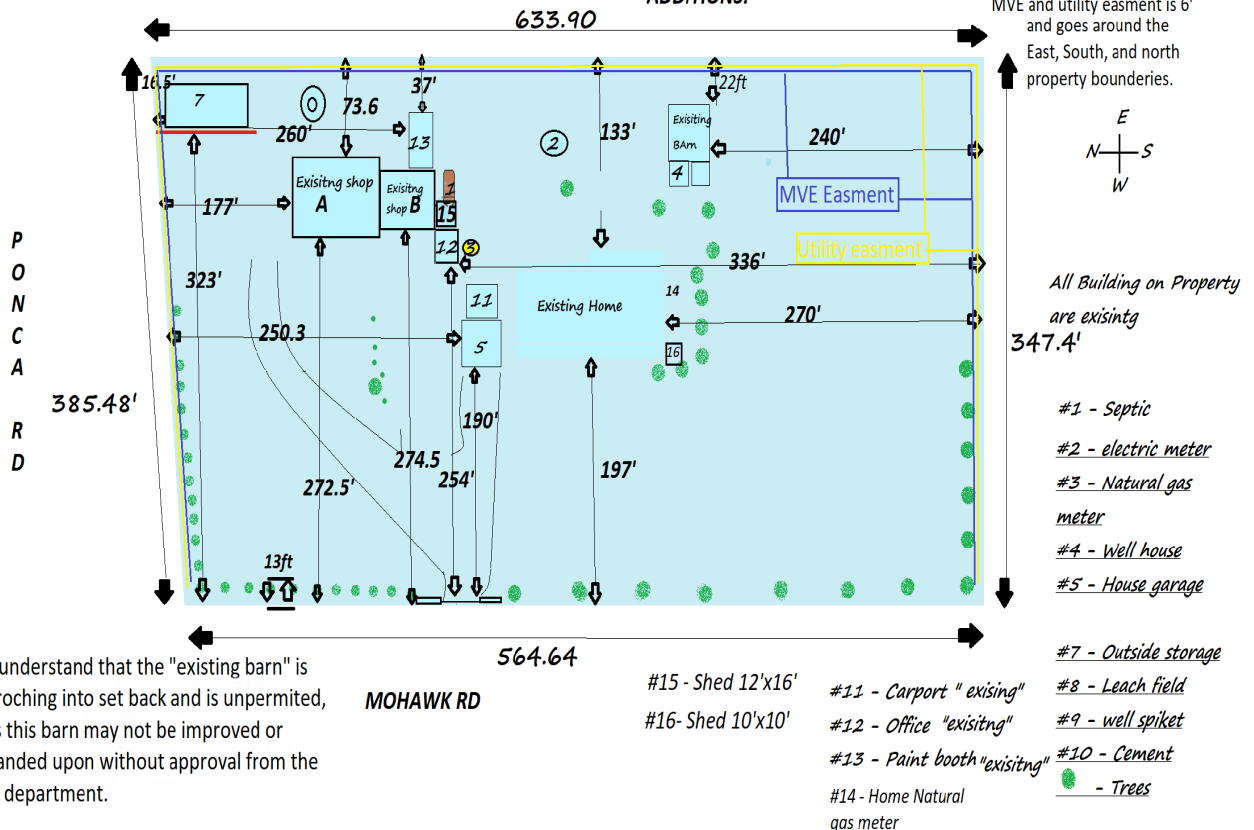 ADDITIONS:
633.90
MVE and utility easment is 6'
and goes around the
East, South, and north
property bounderies.
16.5'
7
73.6
37'
22ft
260'
13
2
133'
Exisiting
BArn
240'
E
N
S
W
Exisitng shop
A
Exisitng
shop B
1
15
4
177'
MVE Easment
12
3
Utility easment
336'
PONCA RD
323'
11
Existing Home
14
270'
All Building on Property
are exisintg
250.3
5
16
347.4'
385.48'
190'
274.5
254'
272.5'
197'
13ft
#1 - Septic
#2 - electric meter
#3 - Natural gas
meter
#4 - Well house
#5 - House garage
#7 - Outside storage
#8 - Leach field
#9 - well spiket
#10 - Cement
- Trees
564.64
understand that the "existing barn" is
roching into set back and is unpermited,
s this barn may not be improved or
anded upon without approval from the
department.
MOHAWK RD
#15 - Shed 12'x16'
#16- Shed 10'x10'
#11 - Carport " exising"
#12 - Office "exisitng"
#13 - Paint booth "exisitng"
#14 - Home Natural
gas meter